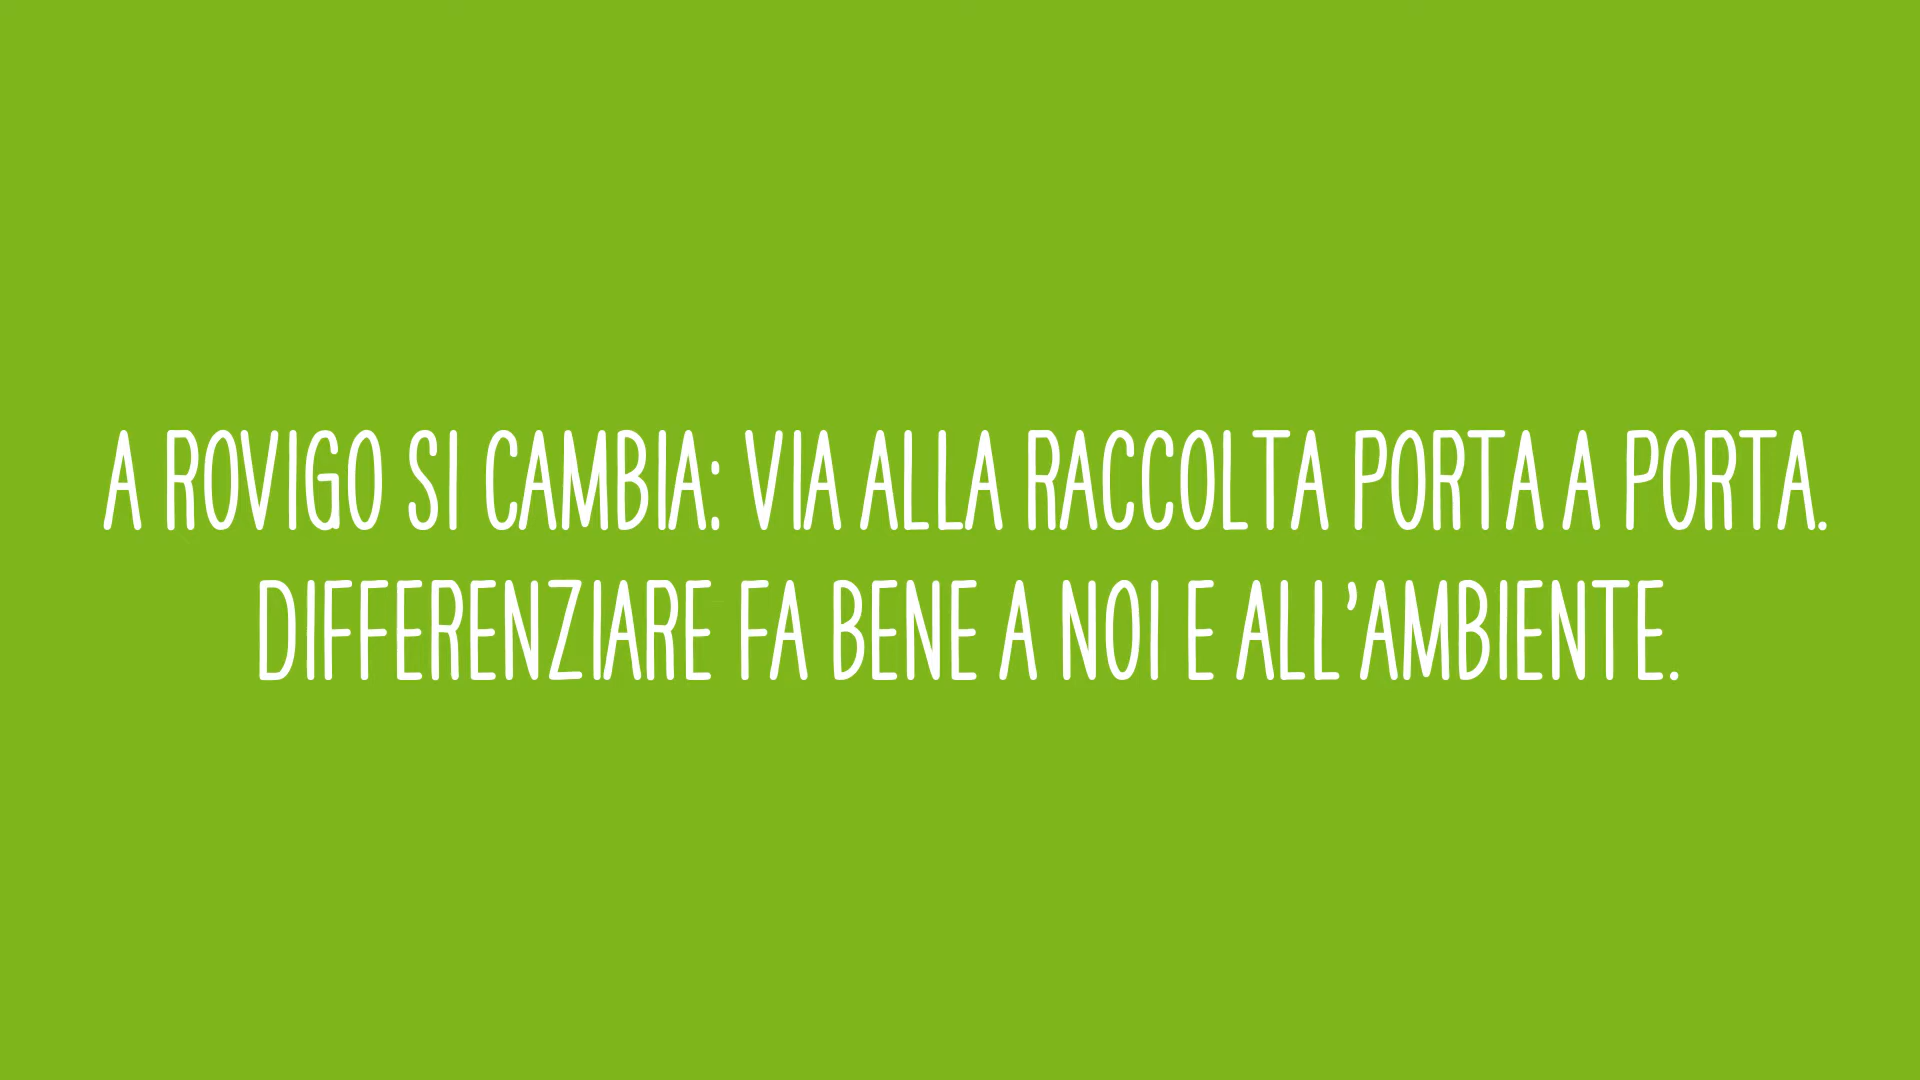 A ROVIGO SI CAMBIA: VIA ALLA RACCOLTA PORTA A PORTA.
DIFFERENZIARE FA BENE A NOI E ALL'AMBIENTE.